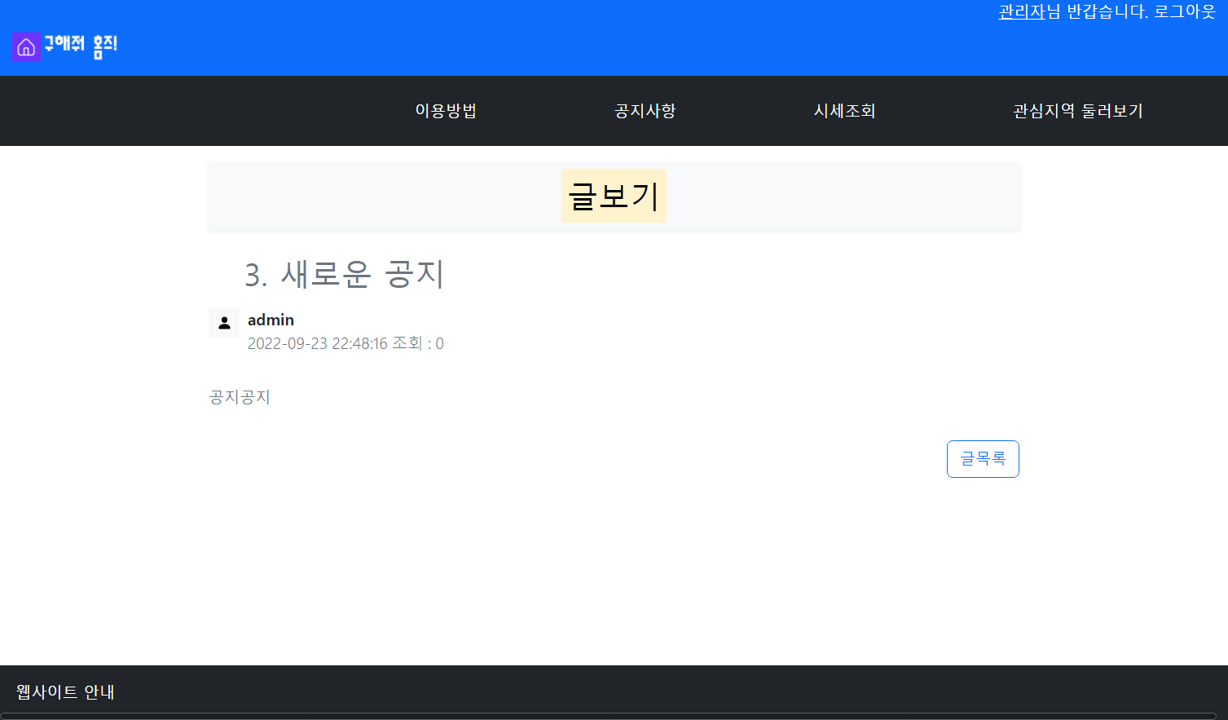 관리자님 반갑습니다. 로그아웃
구해줘 홈즈!
이용방법 공지사항 시세조회 관심지역 둘러보기
글보기
3. 새로운 공지
admin
2022-09-23 22:48:16 조회 : 0
공지공지
글목록
웹사이트 안내